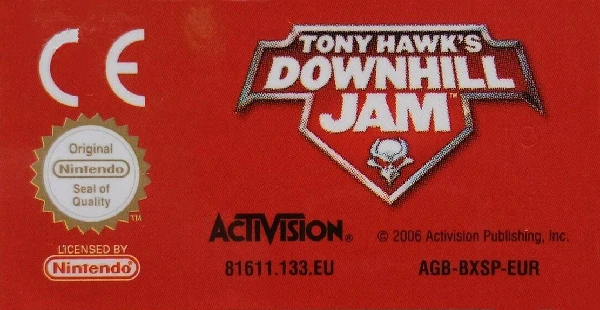 CE
TONY HAWK'S
DOWNHILL
JAM™
Original
Nintendo
Seal of
Quality
TM
LICENSED BY
Nintendo®
ACTIVISION®
© 2006 Activision Publishing, Inc.
81611.133.EU
AGB-BXSP-EUR